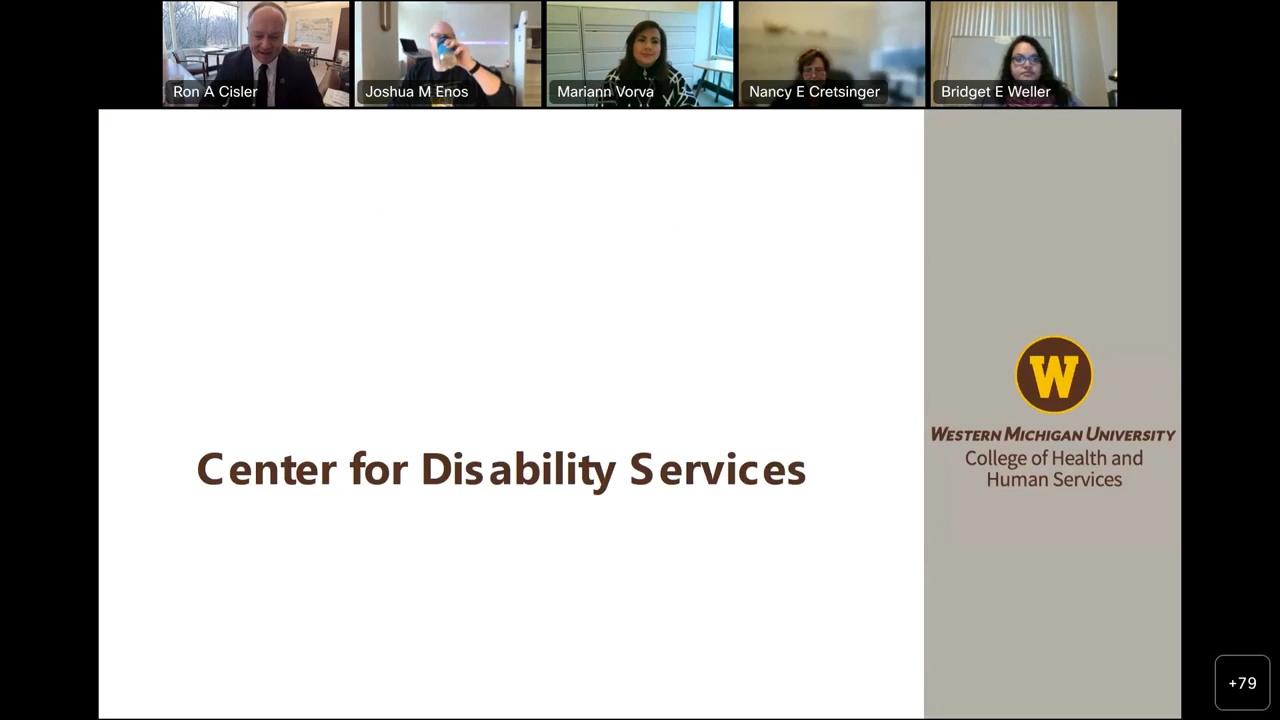 Ron A Cisler
Joshua M Enos
Mariann Vorva
Nancy E Cretsinger
Bridget E Weller
Center for Disability Services
W
WESTERN MICHIGAN UNIVERSITY
College of Health and
Human Services
+79